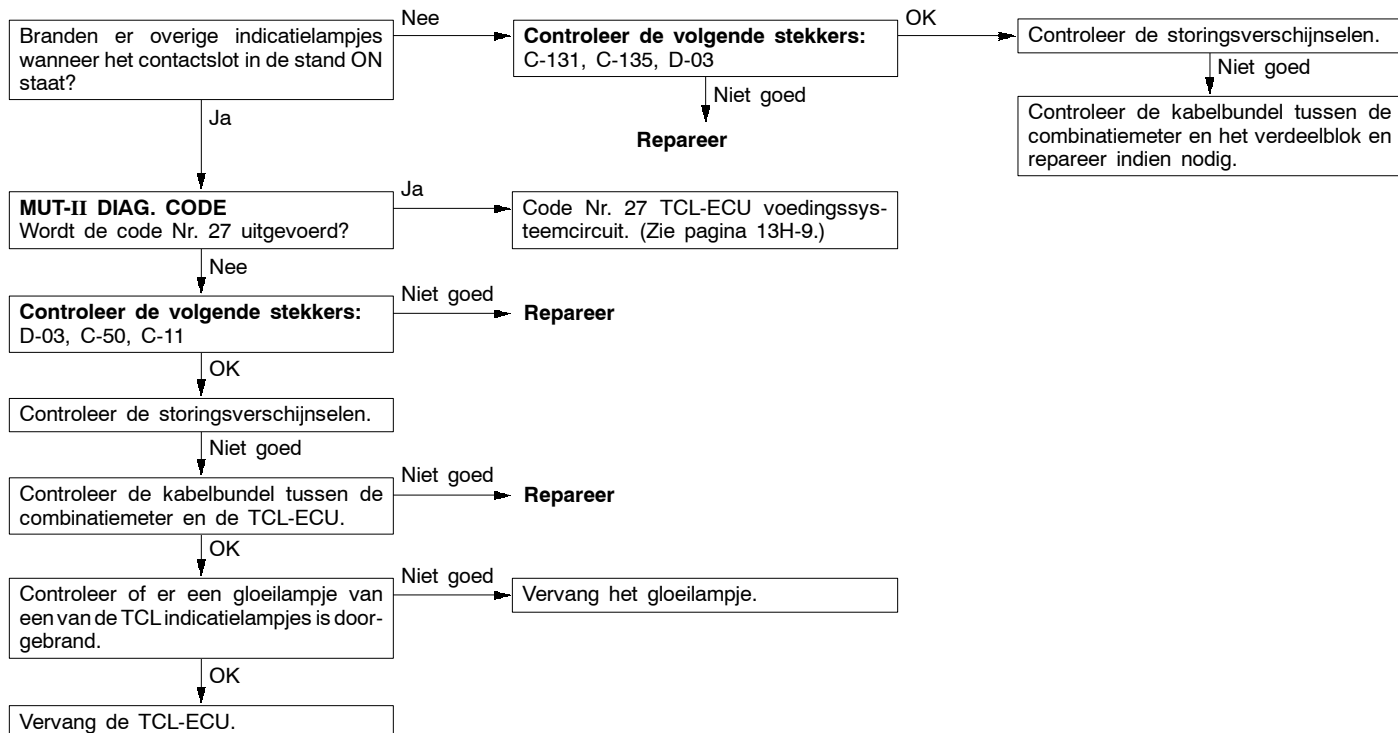 Branden er overige indicatielampjes
wanneer het contactslot in de stand ON
staat?
Nee
Controleer de volgende stekkers:
C-131, C-135, D-03
OK
Controleer de storingsverschijnselen.
Niet goed
Controleer de kabelbundel tussen de
combinatiemeter en het verdeelblok en
repareer indien nodig.
Niet goed
Repareer
Ja
MUT-II DIAG. CODE
Wordt de code Nr. 27 uitgevoerd?
Ja
Code Nr. 27 TCL-ECU voedingssys-
teemcircuit. (Zie pagina 13H-9.)
Nee
Controleer de volgende stekkers:
D-03, C-50, C-11
Niet goed
Repareer
OK
Controleer de storingsverschijnselen.
Niet goed
Controleer de kabelbundel tussen de
combinatiemeter en de TCL-ECU.
Niet goed
Repareer
OK
Controleer of er een gloeilampje van
een van de TCL indicatielampjes is door-
gebrand.
Niet goed
Vervang het gloeilampje.
OK
Vervang de TCL-ECU.